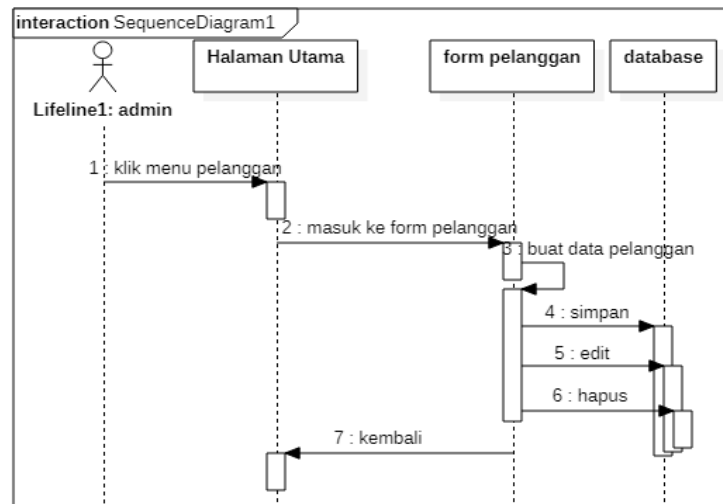 interaction SequenceDiagram1
Halaman Utama
form pelanggan
database
Lifeline1: admin
1 : klik menu pelanggan
2 : masuk ke form pelanggan
3 : buat data pelanggan
4 : simpan
5 : edit
6 : hapus
7 : kembali